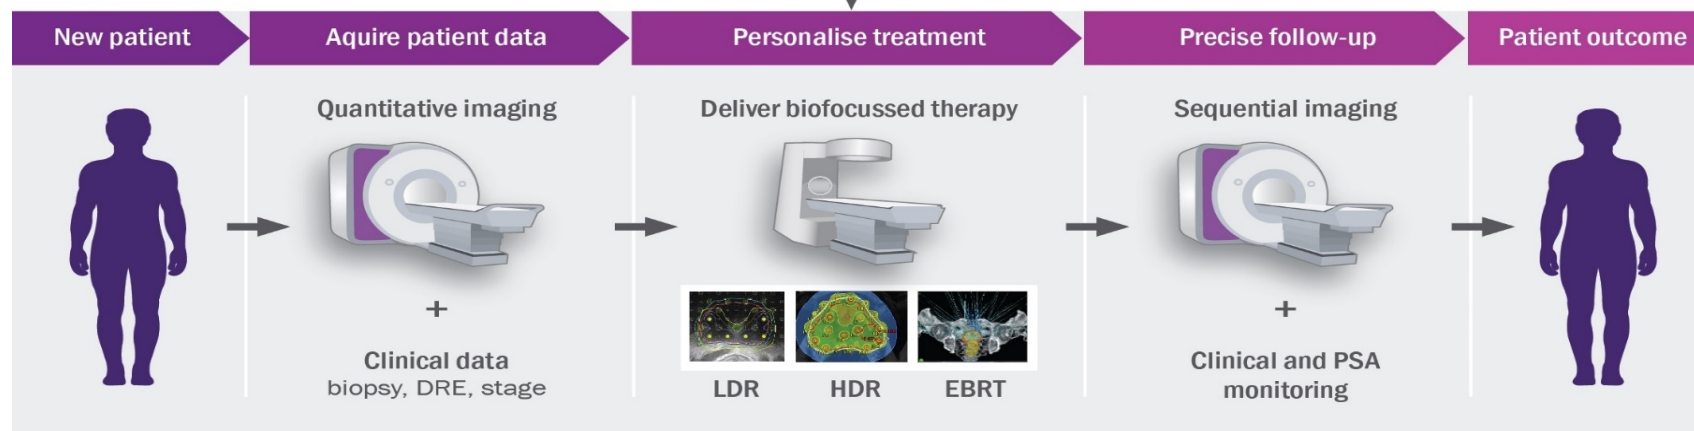 New patient
Aquire patient data
Personalise treatment
Precise follow-up
Patient outcome
Quantitative imaging
Deliver biofocussed therapy
Sequential imaging
+
+
Clinical data
biopsy, DRE, stage
LDR
HDR
EBRT
Clinical and PSA
monitoring